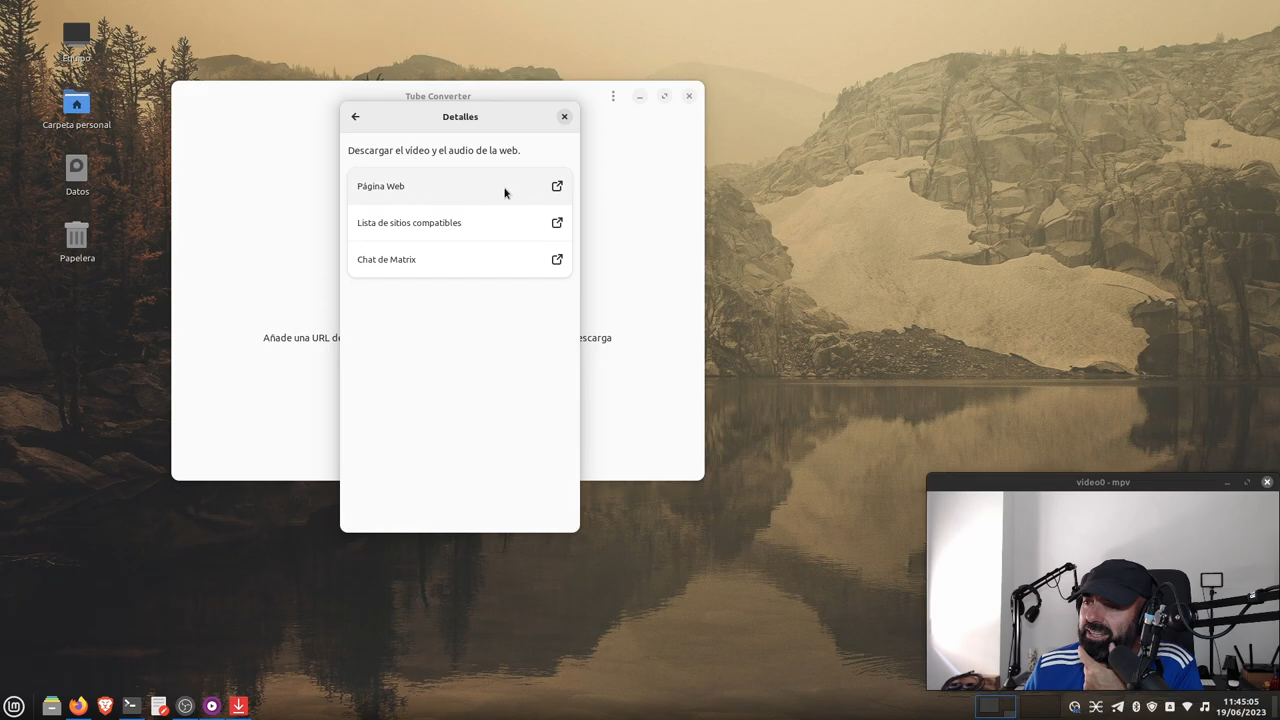 Equipo
Carpeta personal
Datos
Papelera
Tube Converter
Detalles
Descargar el vídeo y el audio de la web.
Página Web
Lista de sitios compatibles
Chat de Matrix
Añade una URL de
escarga
video0 - mpv
11:45:05
19/06/2023